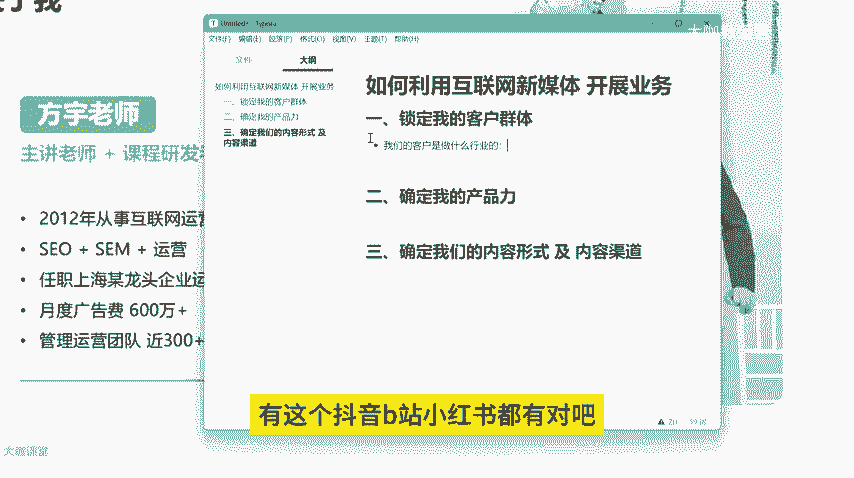 方宇老师
主讲老师 + 课程研发
• 2012年从事互联网运营
• SEO + SEM + 运营
• 任职上海某龙头企业运
• 月度广告费 600万+
• 管理运营团队 近300+
大咖课堂
文件(F) 编辑(E) 段落(P) 格式(O) 视图(V) 主题(T) 帮助(H)
文件 大纲
如何利用互联网新媒体 开展业务
一、锁定我的客户群体
二、确定我的产品力
三、确定我们的内容形式 及
内容渠道
如何利用互联网新媒体 开展业务
一、锁定我的客户群体
• 我们的客户是做什么行业的：
二、确定我的产品力
三、确定我们的内容形式 及 内容渠道
有这个抖音b站小红书都有对吧